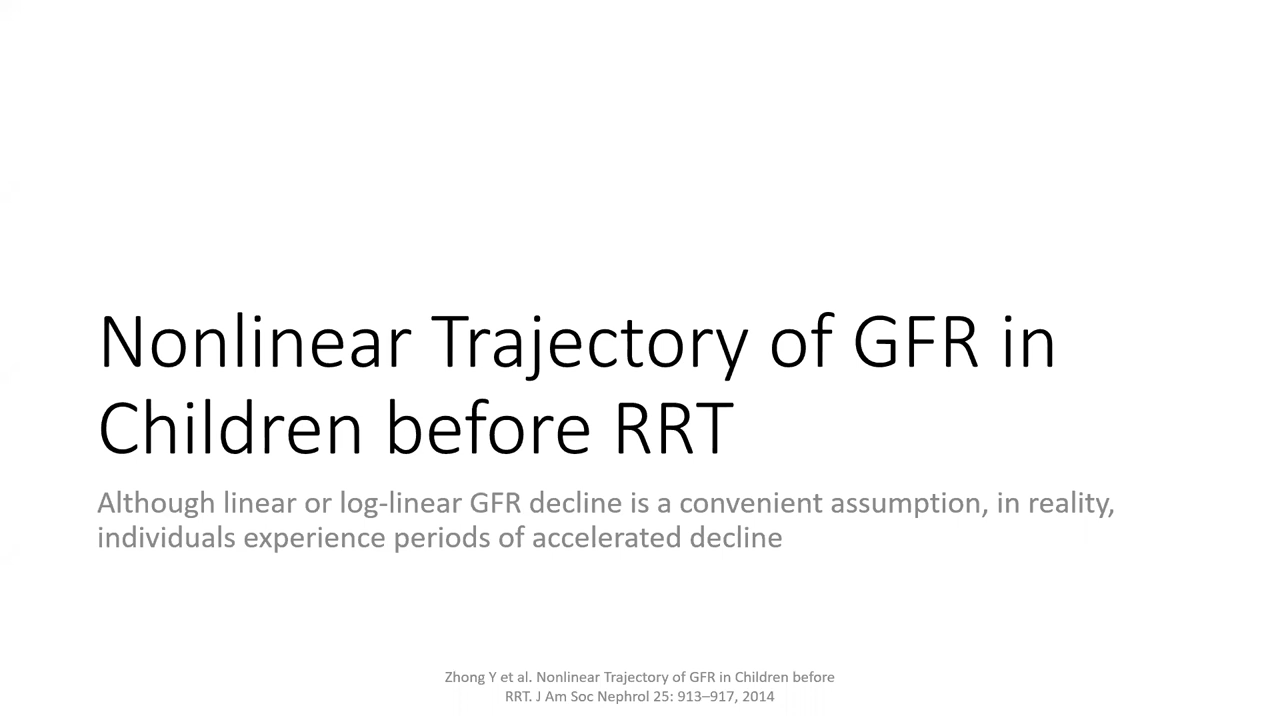 Nonlinear Trajectory of GFR in
Children before RRT
Although linear or log-linear GFR decline is a convenient assumption, in reality,
individuals experience periods of accelerated decline
Zhong Y et al. Nonlinear Trajectory of GFR in Children before
RRT. J Am Soc Nephrol 25: 913–917, 2014